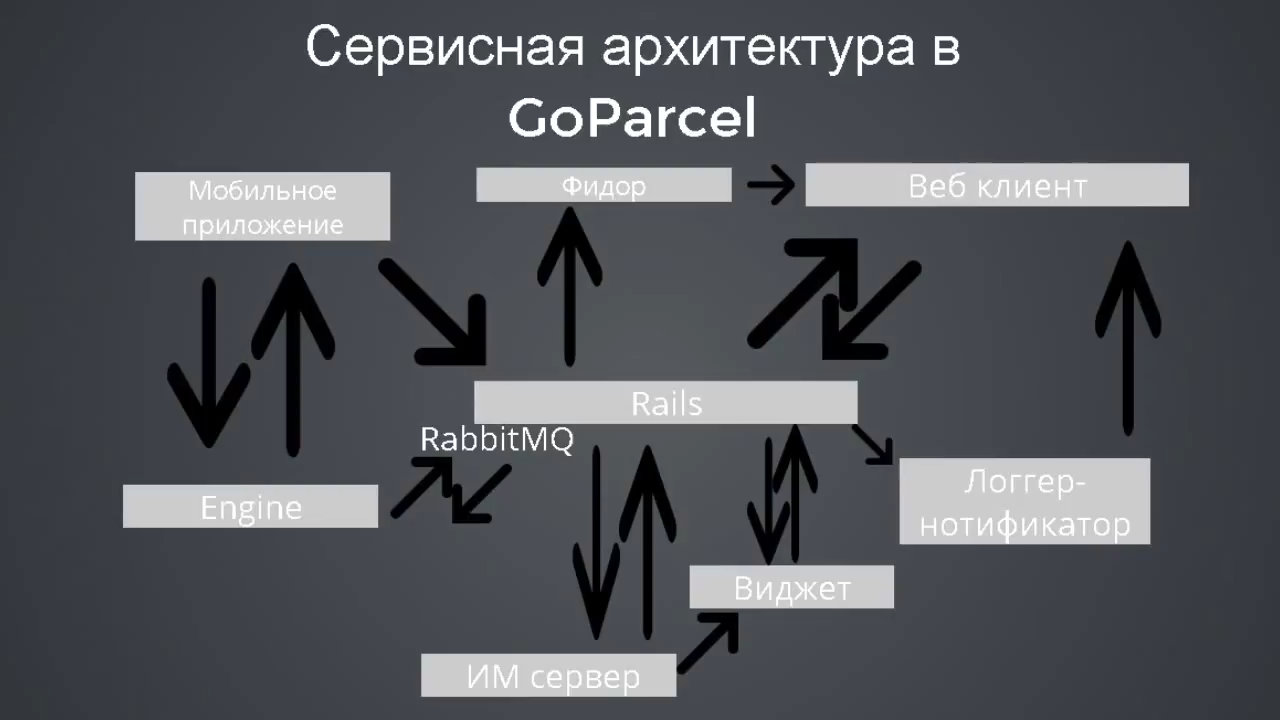 Сервисная архитектура в
GoParcel
Мобильное
приложение
Фидор
Веб клиент
Rails
RabbitMQ
Engine
Логгер-
нотификатор
Виджет
ИМ сервер